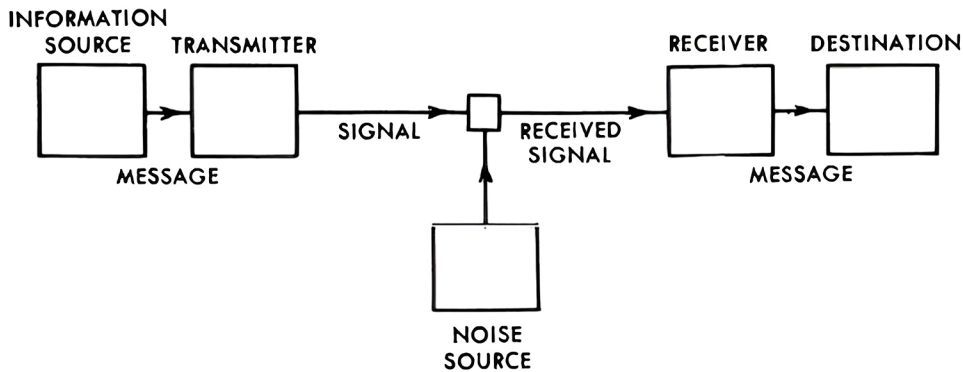 INFORMATION
SOURCE
TRANSMITTER
RECEIVER
DESTINATION
SIGNAL
RECEIVED
SIGNAL
MESSAGE
MESSAGE
NOISE
SOURCE